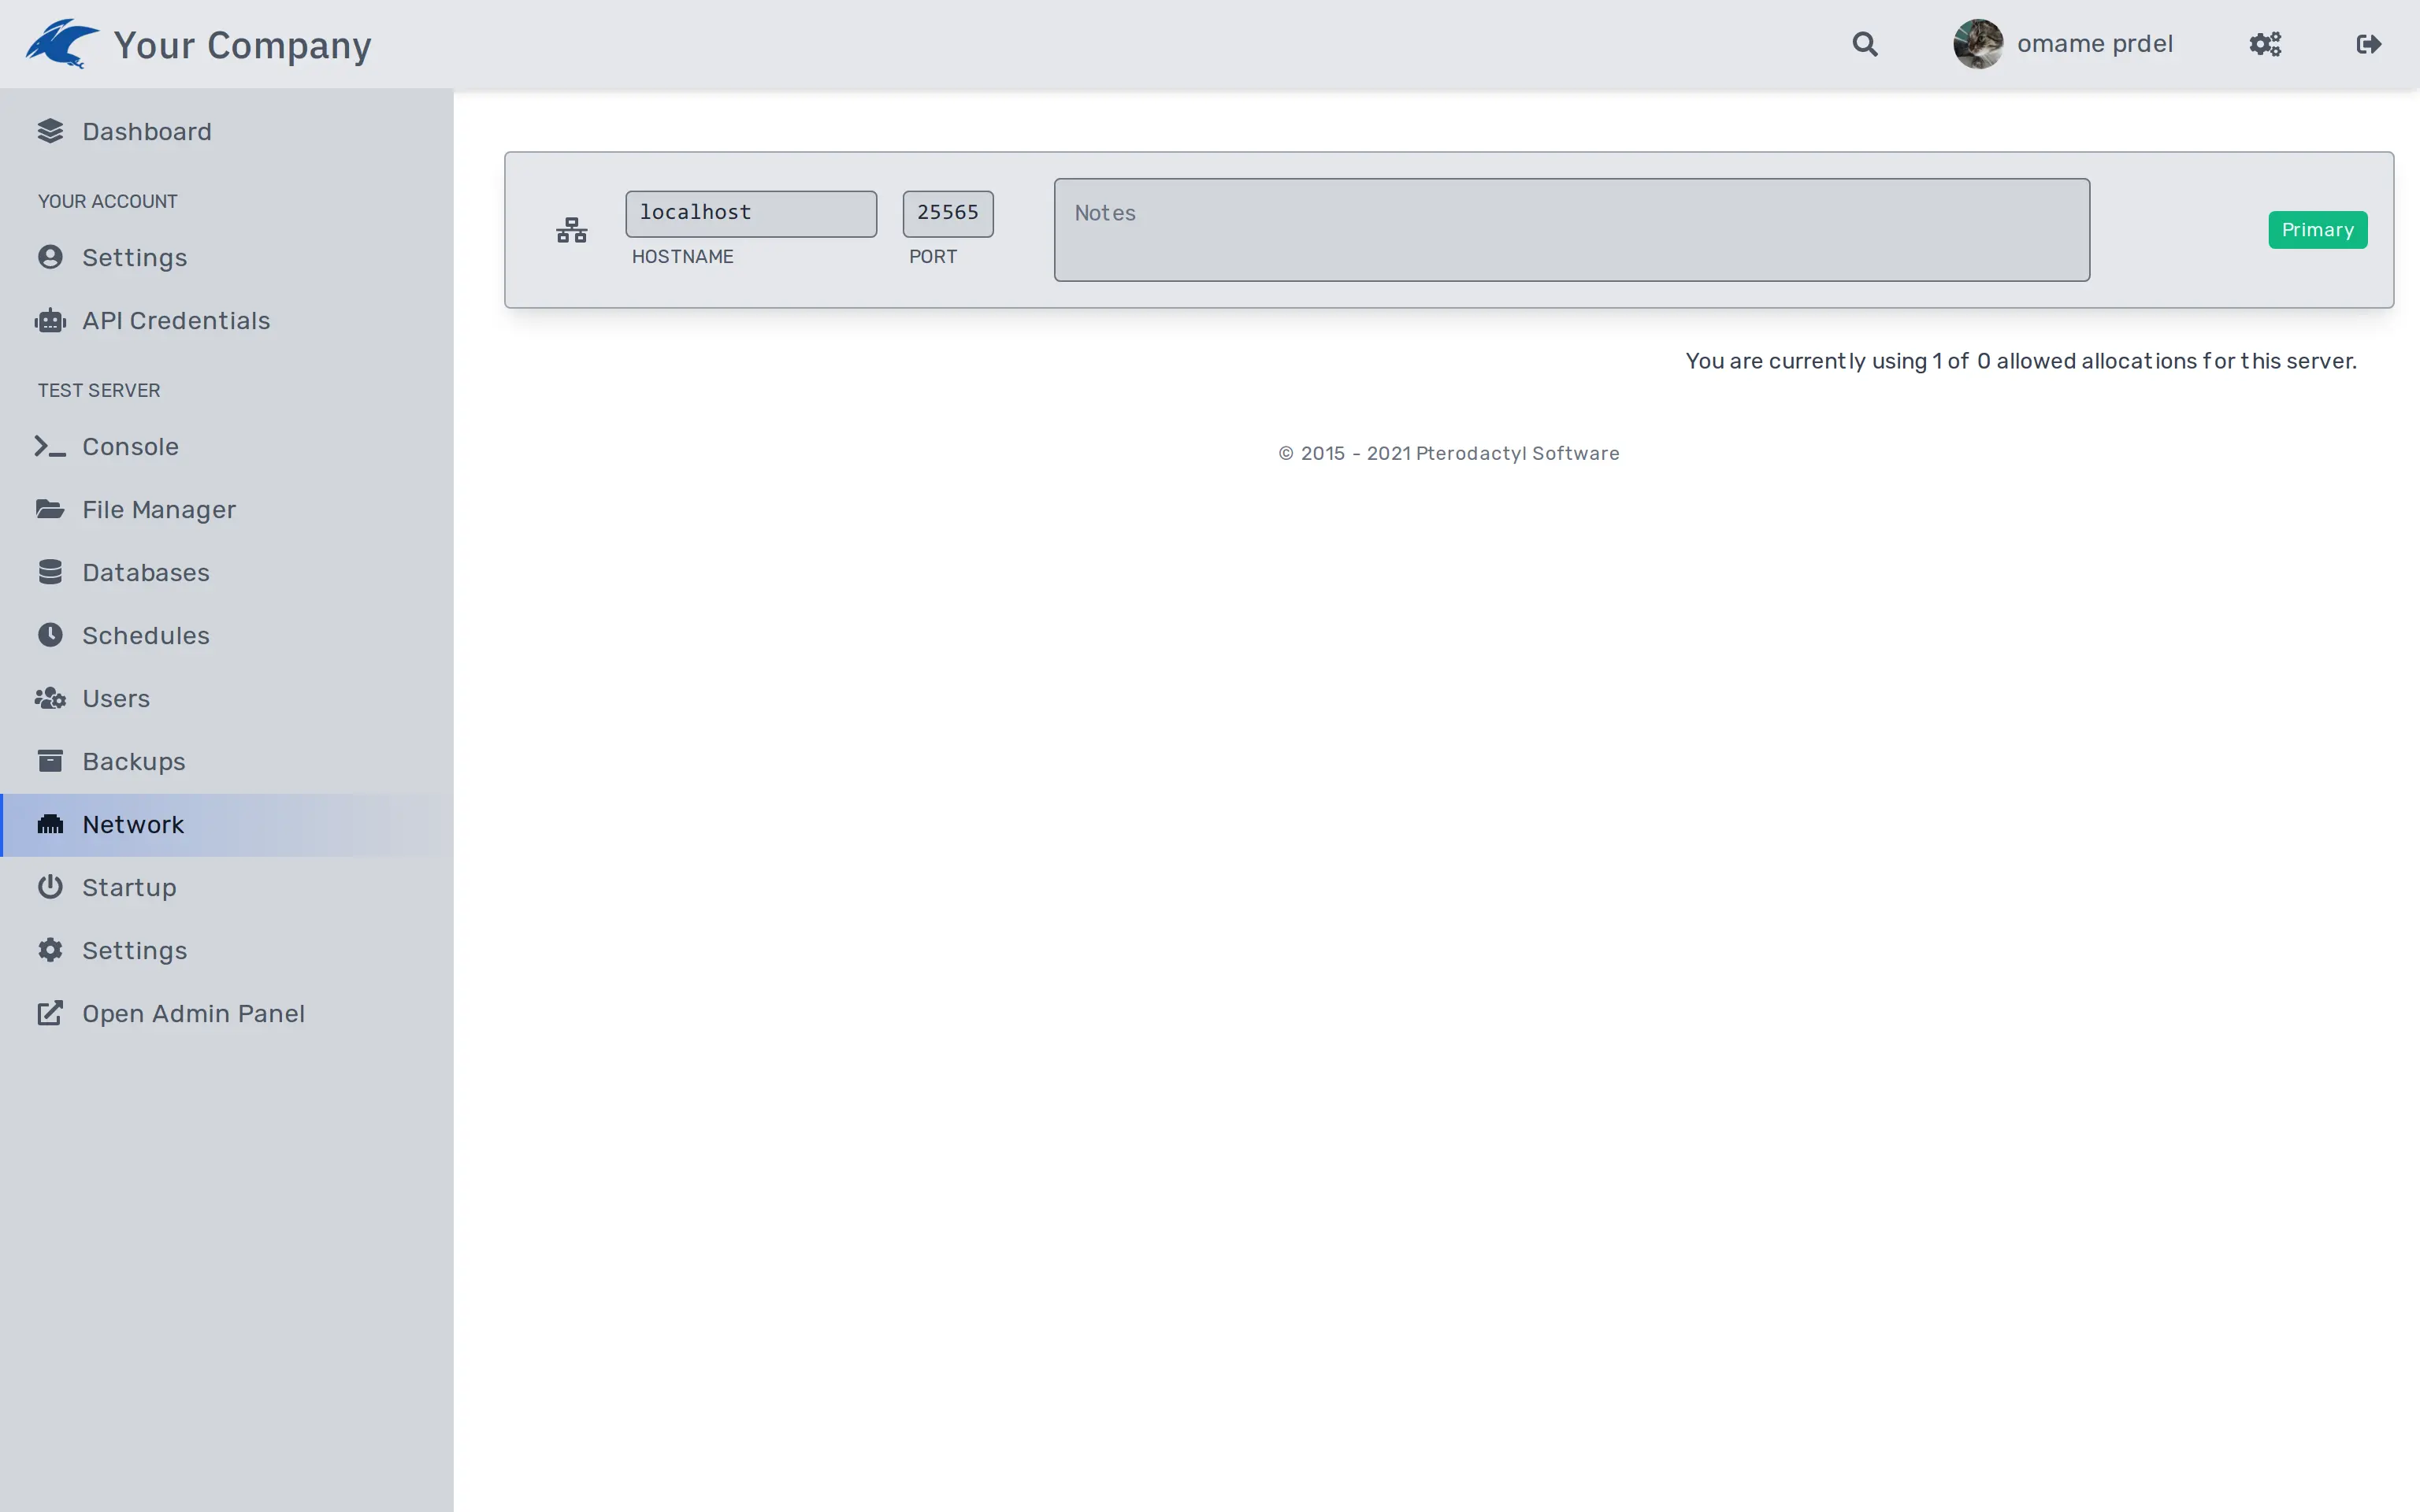 Your Company
omame prdel
Dashboard
YOUR ACCOUNT
Settings
API Credentials
TEST SERVER
Console
File Manager
Databases
Schedules
Users
Backups
Network
Startup
Settings
Open Admin Panel
localhost
25565
HOSTNAME
PORT
Notes
Primary
You are currently using 1 of 0 allowed allocations for this server.
© 2015 - 2021 Pterodactyl Software